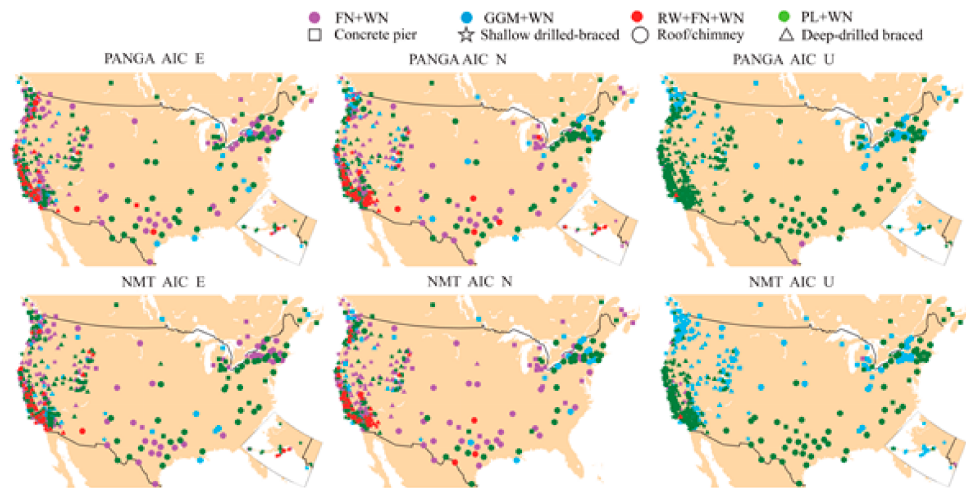 FN+WN GGM+WN RW+FN+WN PL+WN
Concrete pier Shallow drilled-braced Roof/chimney Deep-drilled braced
PANGA AIC E PANGA AIC N PANGA AIC U
NMT AIC E NMT AIC N NMT AIC U